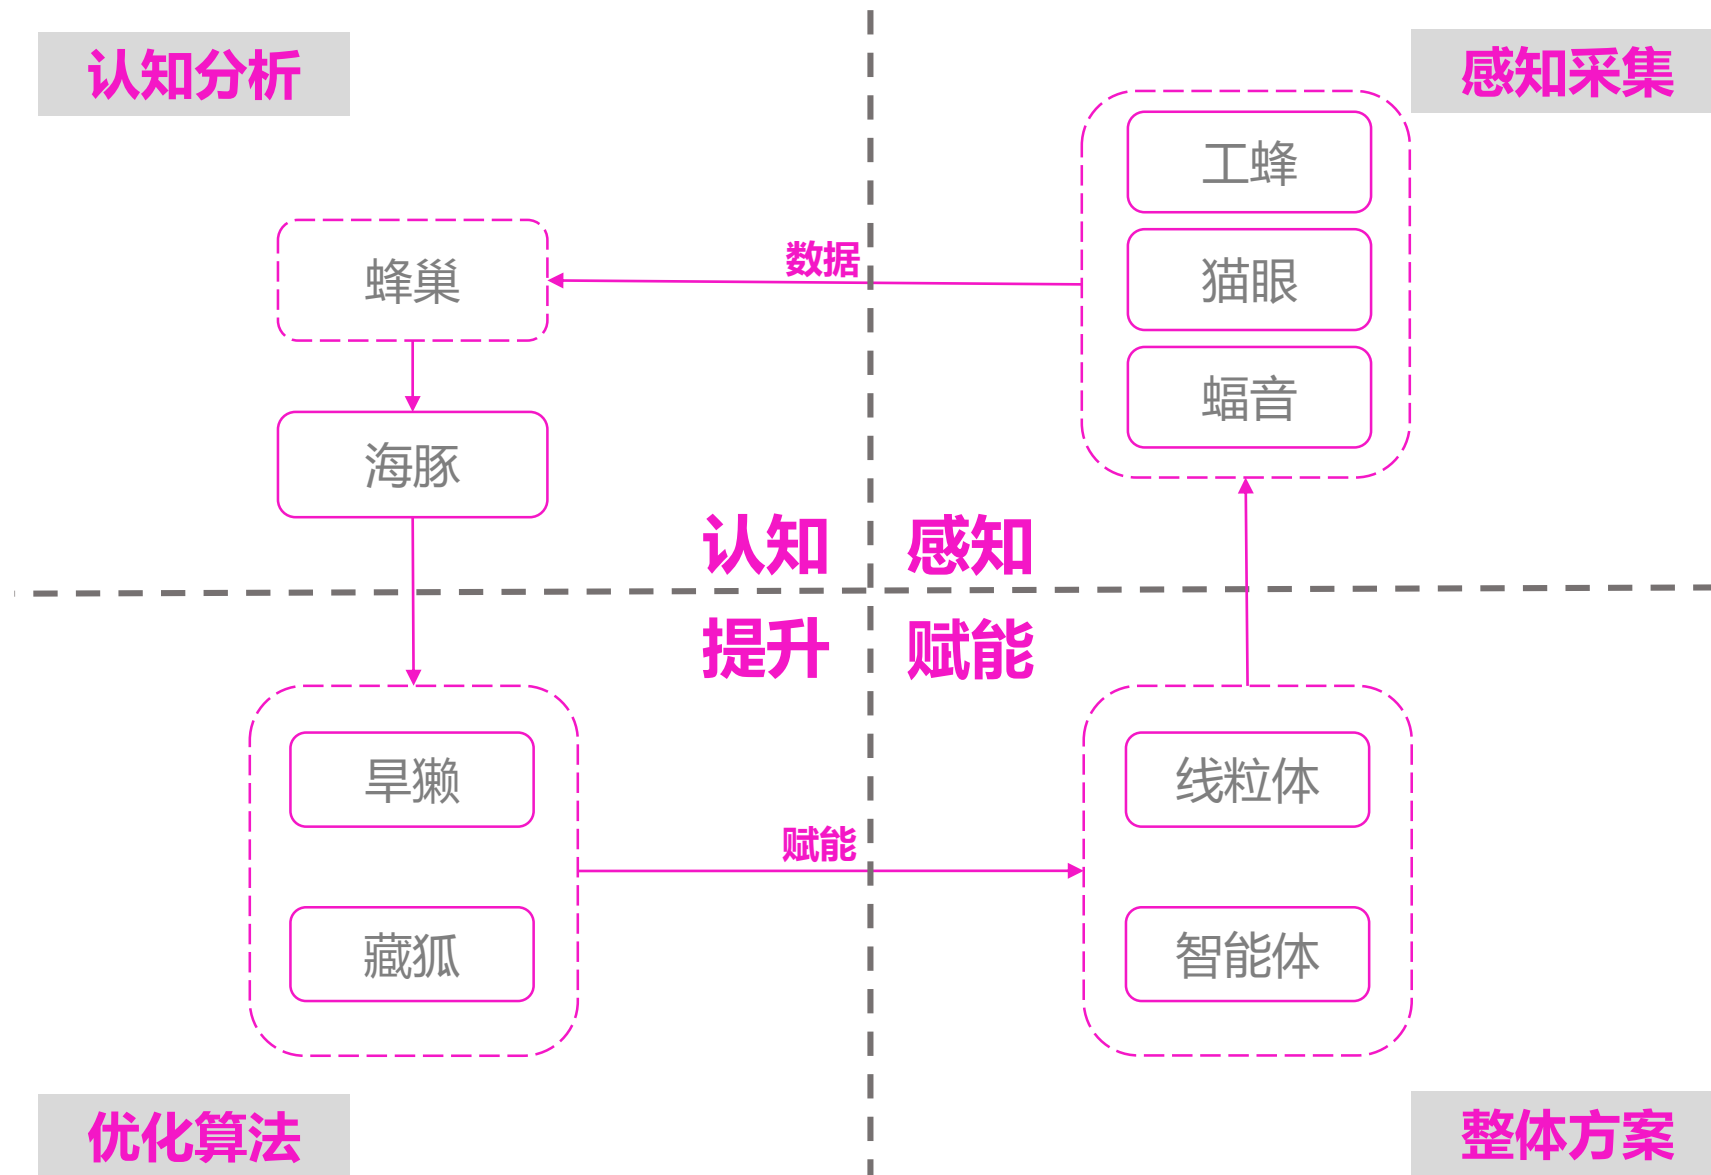 认知分析
感知采集
工蜂
蜂巢
数据
猫眼
蝠音
海豚
认知
感知
提升
赋能
旱獭
线粒体
赋能
藏狐
智能体
优化算法
整体方案